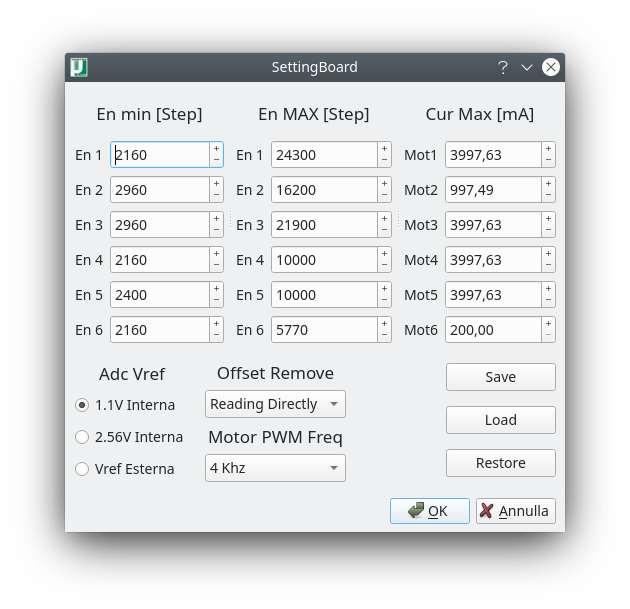 SettingBoard
En min [Step] En MAX [Step] Cur Max [mA]
En 1 2160 En 1 24300 Mot1 3997,63
En 2 2960 En 2 16200 Mot2 997,49
En 3 2960 En 3 21900 Mot3 3997,63
En 4 2160 En 4 10000 Mot4 3997,63
En 5 2400 En 5 10000 Mot5 3997,63
En 6 2160 En 6 5770 Mot6 200,00
Adc Vref Offset Remove Save
1.1V Interna Reading Directly
2.56V Interna Motor PWM Freq Load
Vref Esterna 4 Khz Restore
OK Annulla